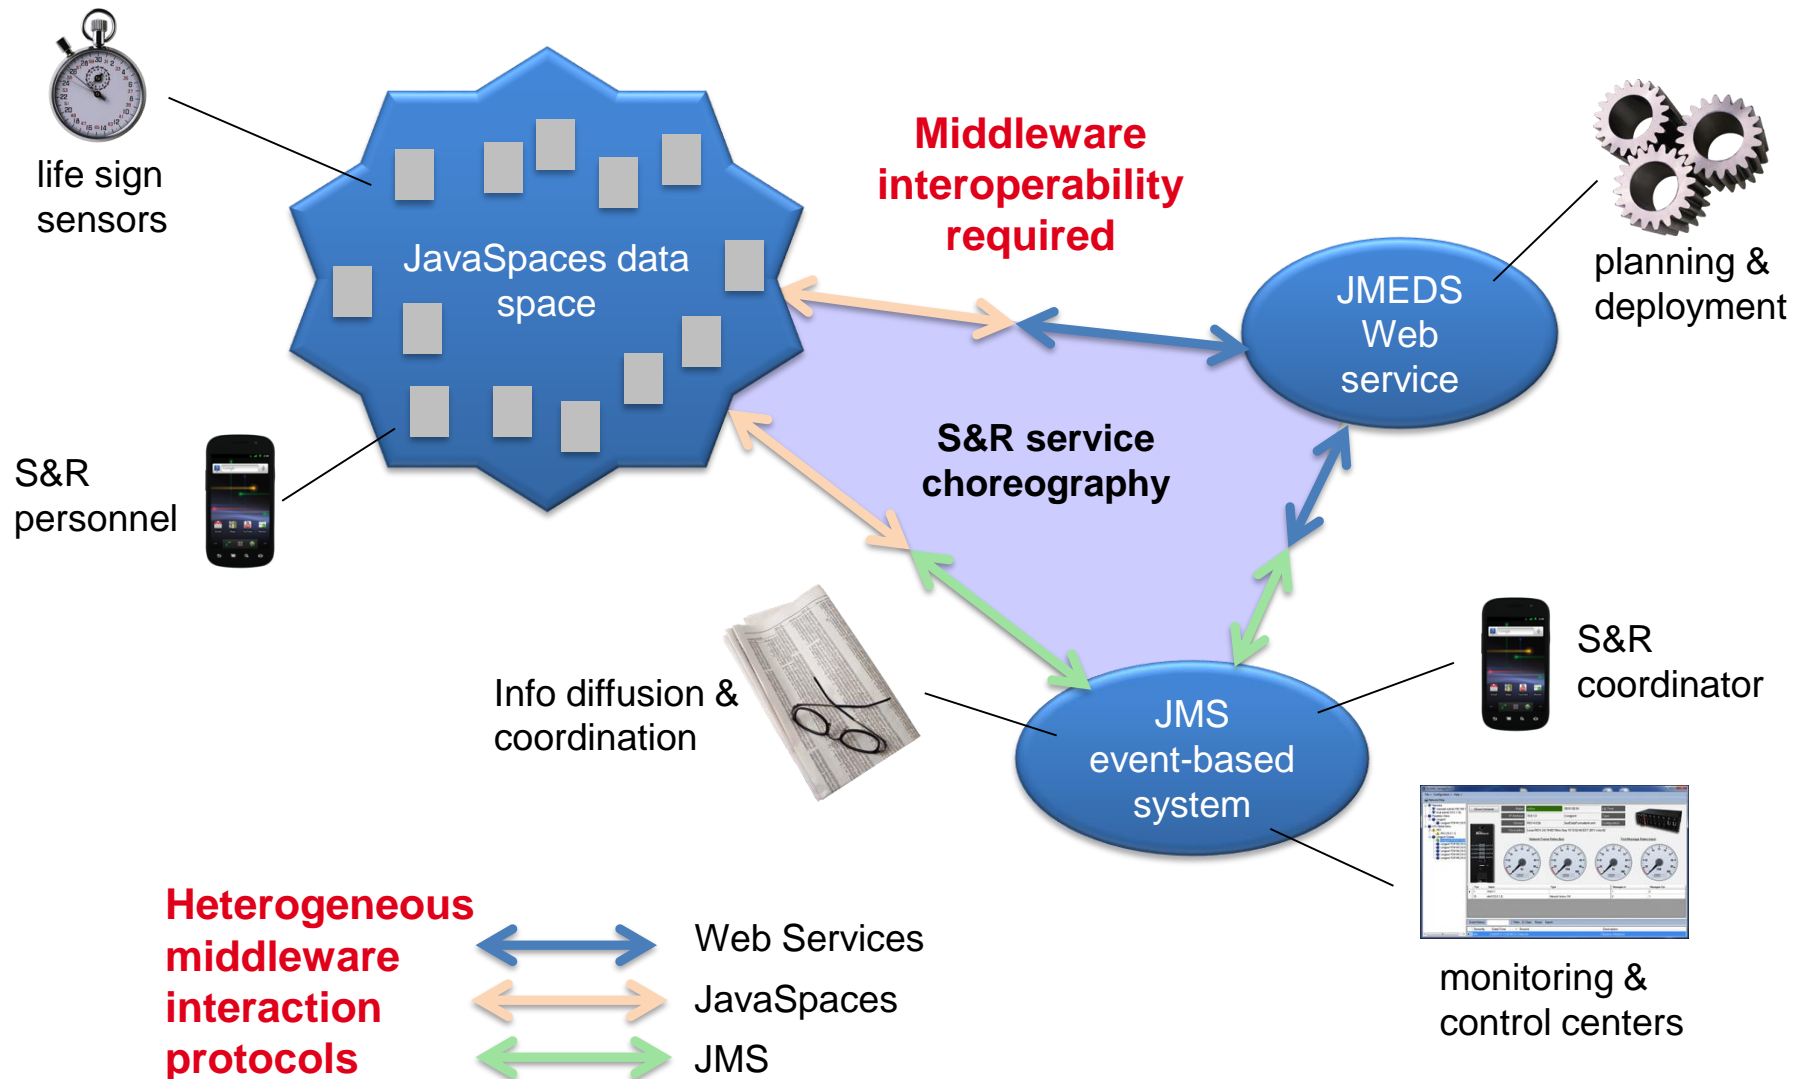 life sign
sensors
JavaSpaces data
space
Middleware
interoperability
required
JMEDS
Web
service
planning &
deployment
S&R
personnel
S&R service
choreography
Info diffusion &
coordination
JMS
event-based
system
S&R
coordinator
monitoring &
control centers
Heterogeneous
middleware
interaction
protocols
Web Services
JavaSpaces
JMS